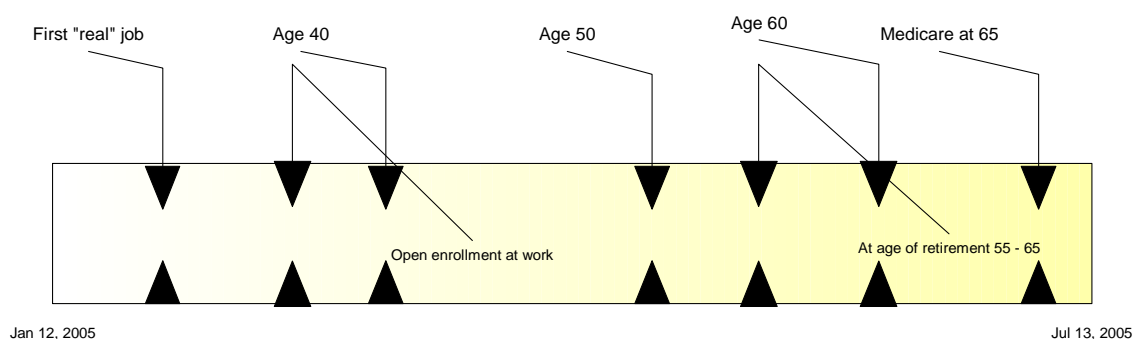 First "real" job
Age 40
Age 50
Age 60
Medicare at 65
Open enrollment at work
At age of retirement 55 - 65
Jan 12, 2005
Jul 13, 2005